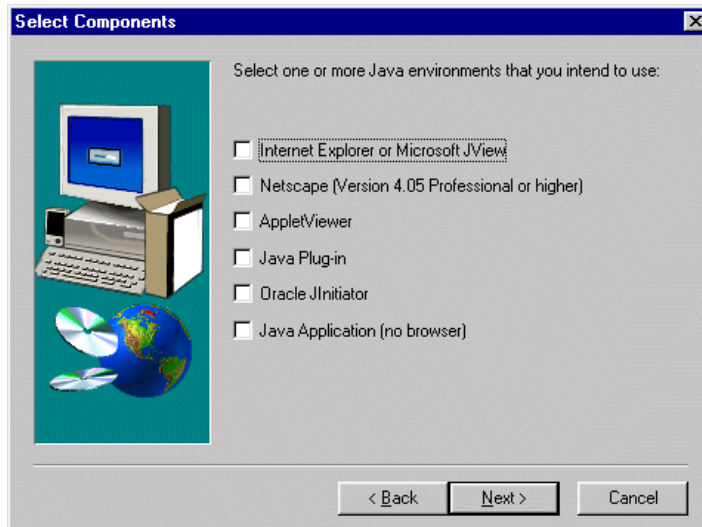 Select Components
Select one or more Java environments that you intend to use:
Internet Explorer or Microsoft JView
Netscape (Version 4.05 Professional or higher)
AppletViewer
Java Plug-in
Oracle JInitiator
Java Application (no browser)
< Back
Next >
Cancel